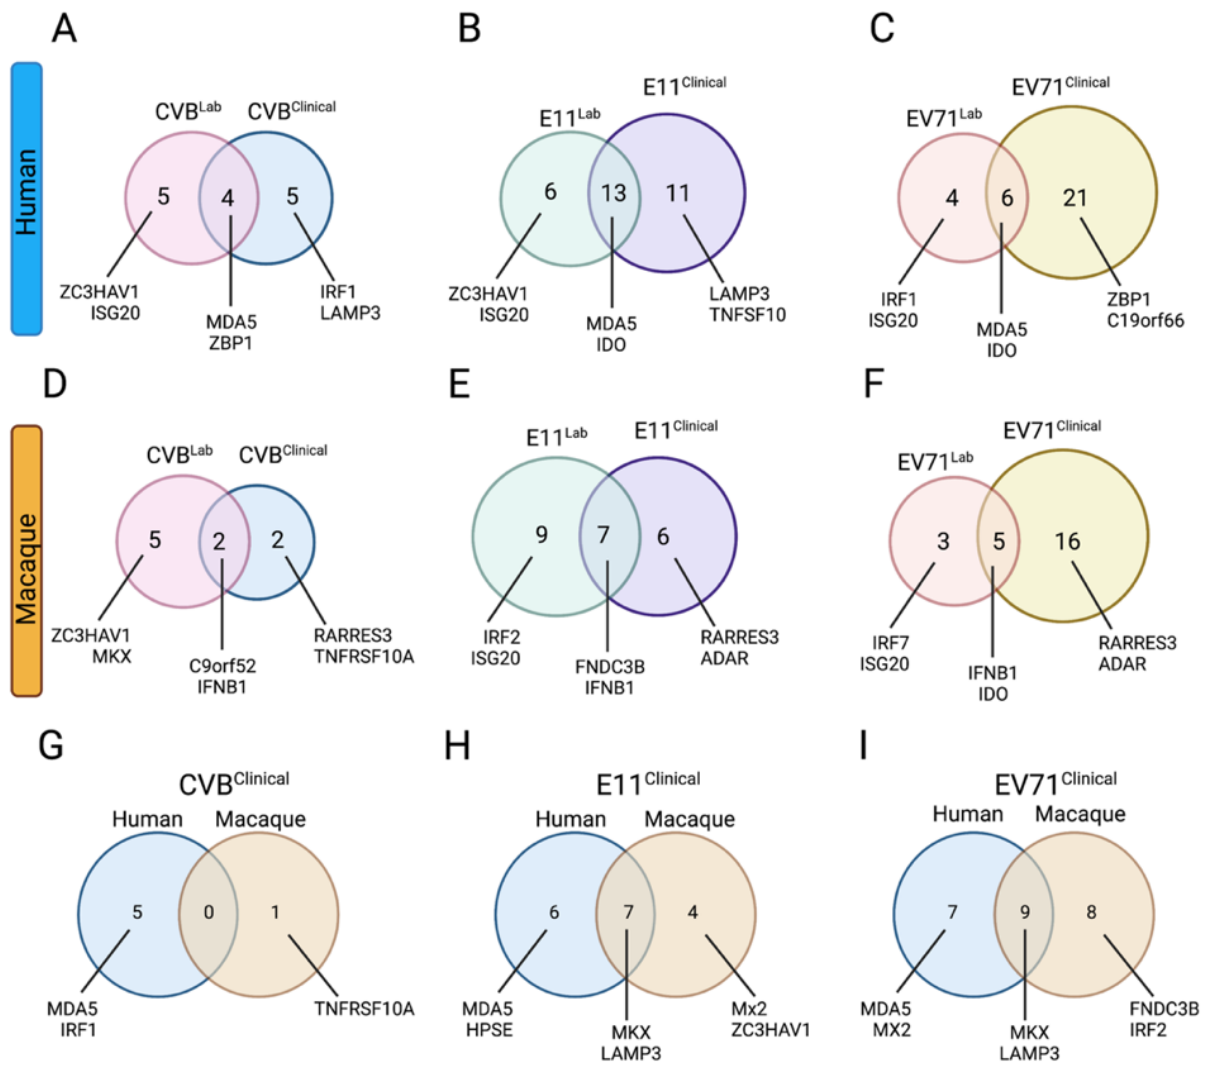 A
B
C
Human
CVB^Lab
CVB^Clinical
5
4
5
ZC3HAV1
ISG20
MDA5
ZBP1
IRF1
LAMP3
E11^Lab
E11^Clinical
6
13
11
ZC3HAV1
ISG20
MDA5
IDO
LAMP3
TNFSF10
EV71^Lab
EV71^Clinical
4
6
21
IRF1
ISG20
MDA5
IDO
ZBP1
C19orf66
D
E
F
Macaque
CVB^Lab
CVB^Clinical
5
2
2
ZC3HAV1
MKX
C9orf52
IFNB1
RARRES3
TNFRSF10A
E11^Lab
E11^Clinical
9
7
6
IRF2
ISG20
FNDC3B
IFNB1
RARRES3
ADAR
EV71^Lab
EV71^Clinical
3
5
16
IRF7
ISG20
IFNB1
IDO
RARRES3
ADAR
G
H
I
CVB^Clinical
Human
Macaque
5
0
1
MDA5
IRF1
TNFRSF10A
E11^Clinical
Human
Macaque
6
7
4
MDA5
HPSE
MKX
LAMP3
Mx2
ZC3HAV1
EV71^Clinical
Human
Macaque
7
9
8
MDA5
MX2
MKX
LAMP3
FNDC3B
IRF2